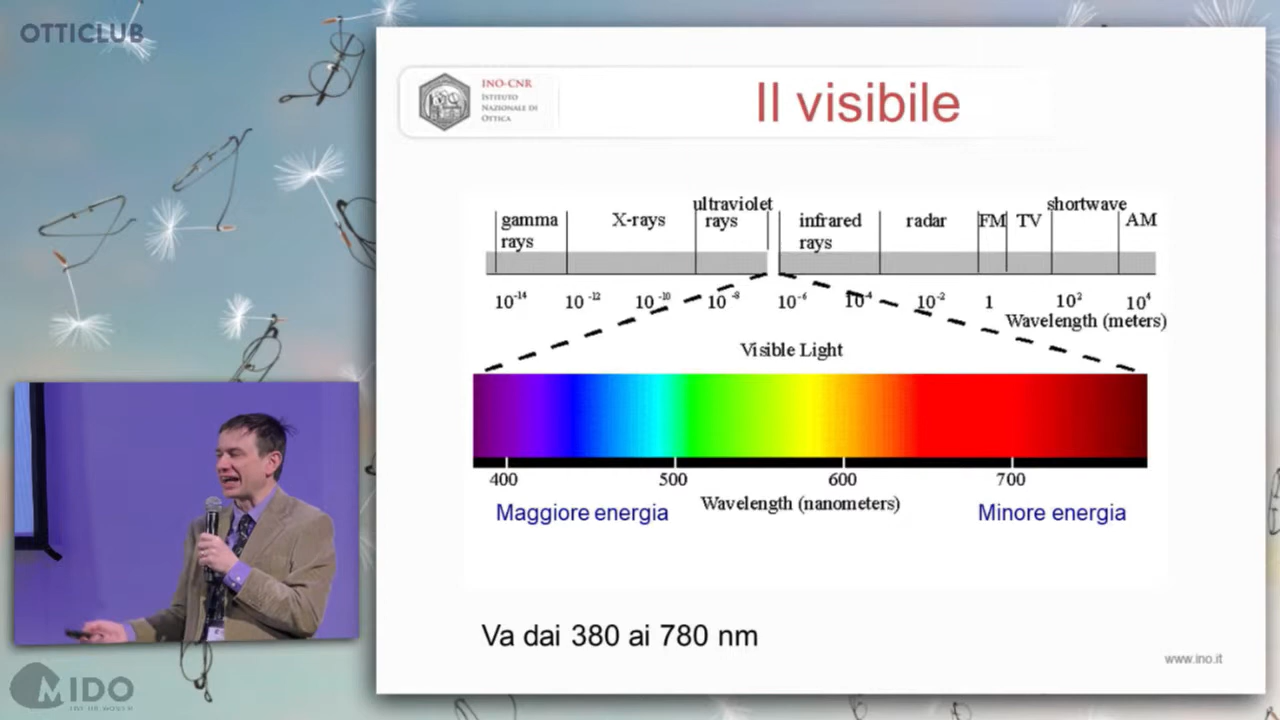 OTTICLUB
INO-CNR
ISTITUTO
NAZIONALE DI
OTTICA
Il visibile
gamma
rays
X-rays
ultraviolet
rays
infrared
rays
radar
FM
TV
shortwave
AM
10-14
10-12
10-10
10-8
10-6
10-4
10-2
1
102
104
Wavelength (meters)
Visible Light
400
500
600
700
Wavelength (nanometers)
Maggiore energia
Minore energia
Va dai 380 ai 780 nm
www.ino.it
MIDO